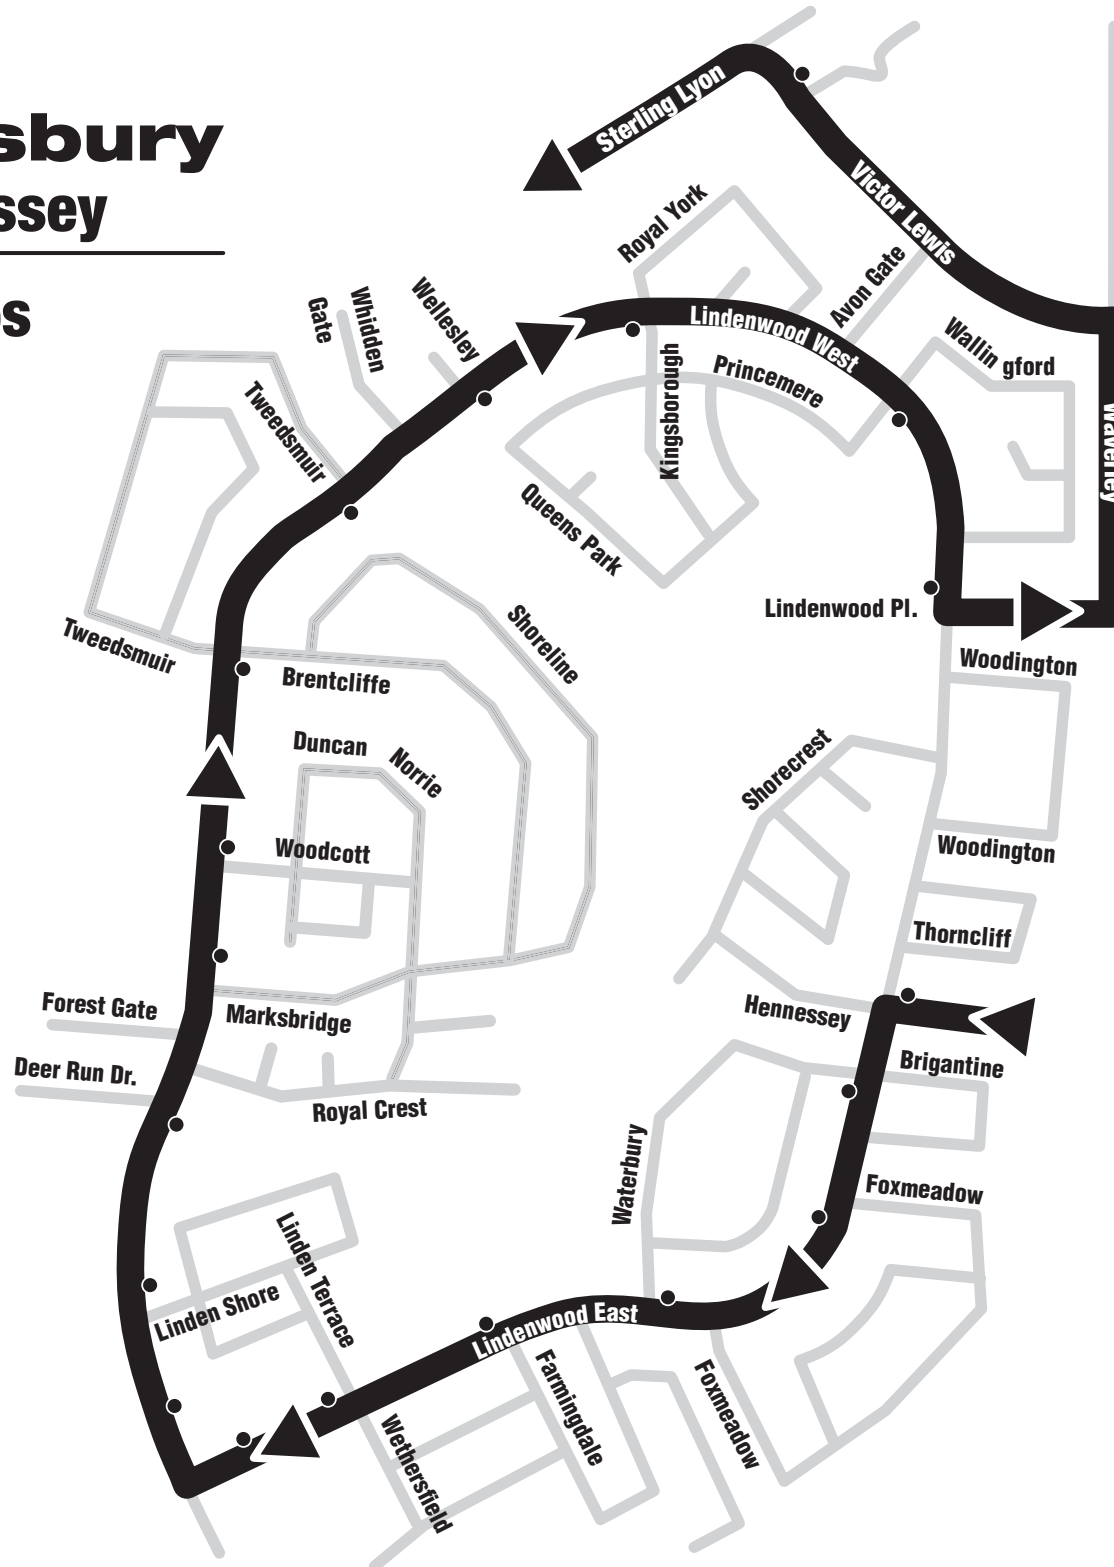 sbury
ssey
s
Sterling Lyon
Victor Lewis
Royal York
Avon Gate
Wellesley
Whidden
Gate
Lindenwood West
Wallin gford
Princemere
Kingsborough
Tweedsmuir
Waverley
Queens Park
Lindenwood Pl.
Shoreline
Tweedsmuir
Woodington
Brentcliffe
Duncan
Norrie
Shorecrest
Woodcott
Woodington
Thorncliff
Forest Gate
Marksbridge
Hennessey
Deer Run Dr.
Brigantine
Royal Crest
Waterbury
Foxmeadow
Linden Terrace
Linden Shore
Lindenwood East
Farmingdale
Foxmeadow
Wethersfield